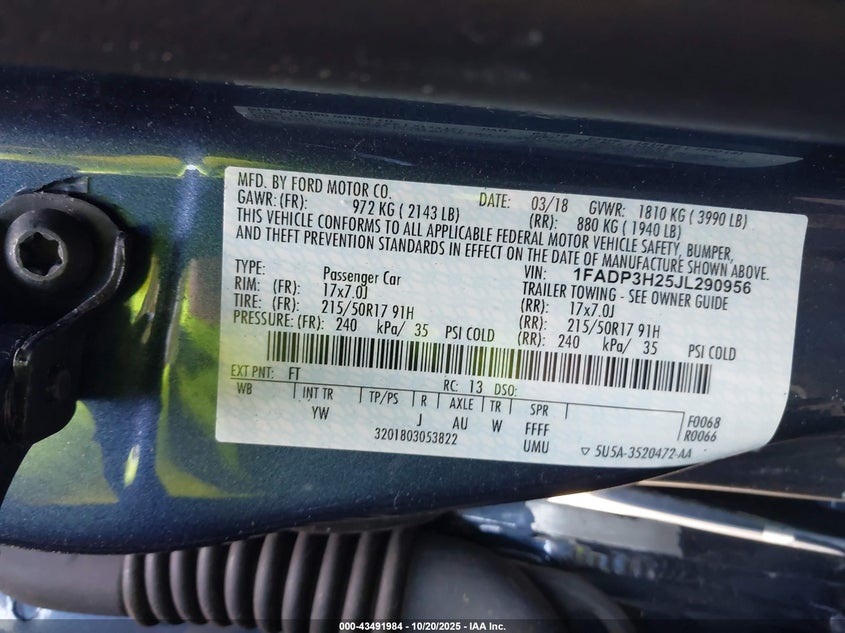 MFD. BY FORD MOTOR CO. DATE: 03/18 GVWR: 1810 KG ( 3990 LB)
GAWR: (FR): 972 KG ( 2143 LB) (RR): 880 KG ( 1940 LB)
THIS VEHICLE CONFORMS TO ALL APPLICABLE FEDERAL MOTOR VEHICLE SAFETY, BUMPER,
AND THEFT PREVENTION STANDARDS IN EFFECT ON THE DATE OF MANUFACTURE SHOWN ABOVE.
VIN: 1FADP3H25JL290956
TYPE: Passenger Car TRAILER TOWING - SEE OWNER GUIDE
RIM: (FR): 17x7.0J (RR): 17x7.0J
TIRE: (FR): 215/50R17 91H (RR): 215/50R17 91H
PRESSURE: (FR): 240 kPa/ 35 PSI COLD (RR): 240 kPa/ 35 PSI COLD
EXT PNT: FT RC: 13 DSO:
WB INT TR TP/PS R AXLE TR SPR
YW J AU W FFFF
UMU
F0068
R0066
3201803053822
5U5A-3520472-AA
000-43491984 | 10/20/2025 - IAA Inc.